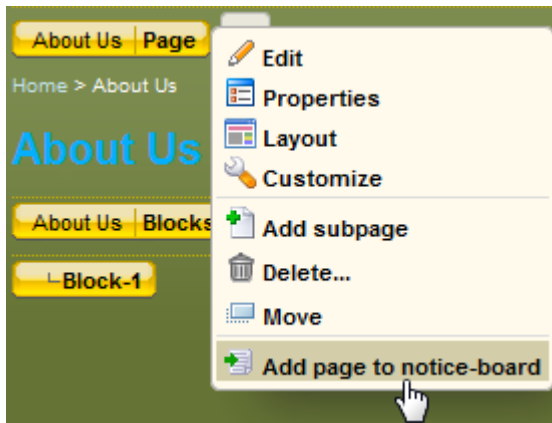 About Us Page
Home > About Us
About Us
About Us Blocks
Block-1
Edit
Properties
Layout
Customize
Add subpage
Delete...
Move
Add page to notice-board